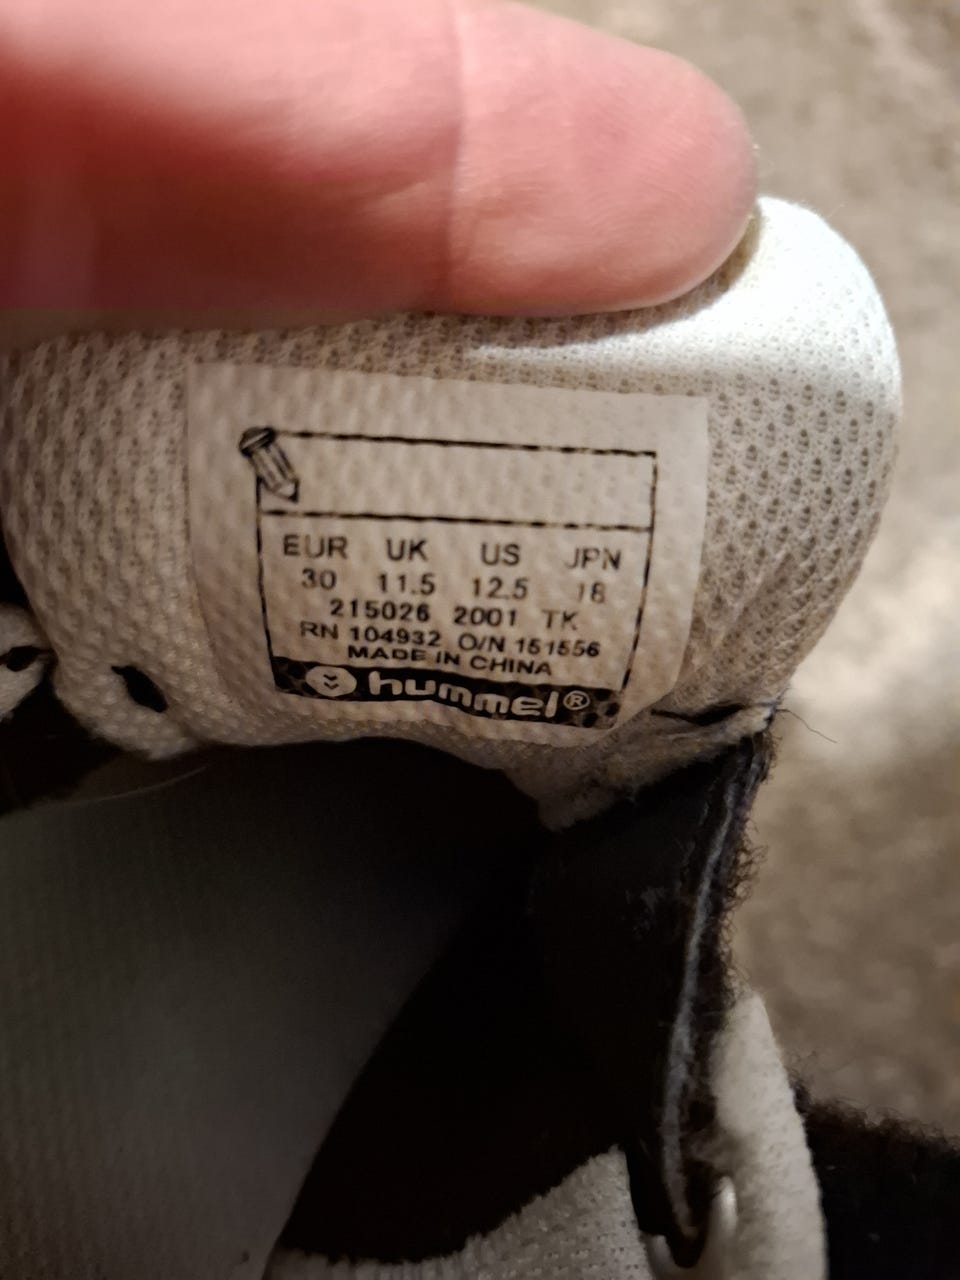 EUR UK US JPN
30 11.5 12.5 18
215026 2001 TK
RN 104932 O/N 151556
MADE IN CHINA
hummel®